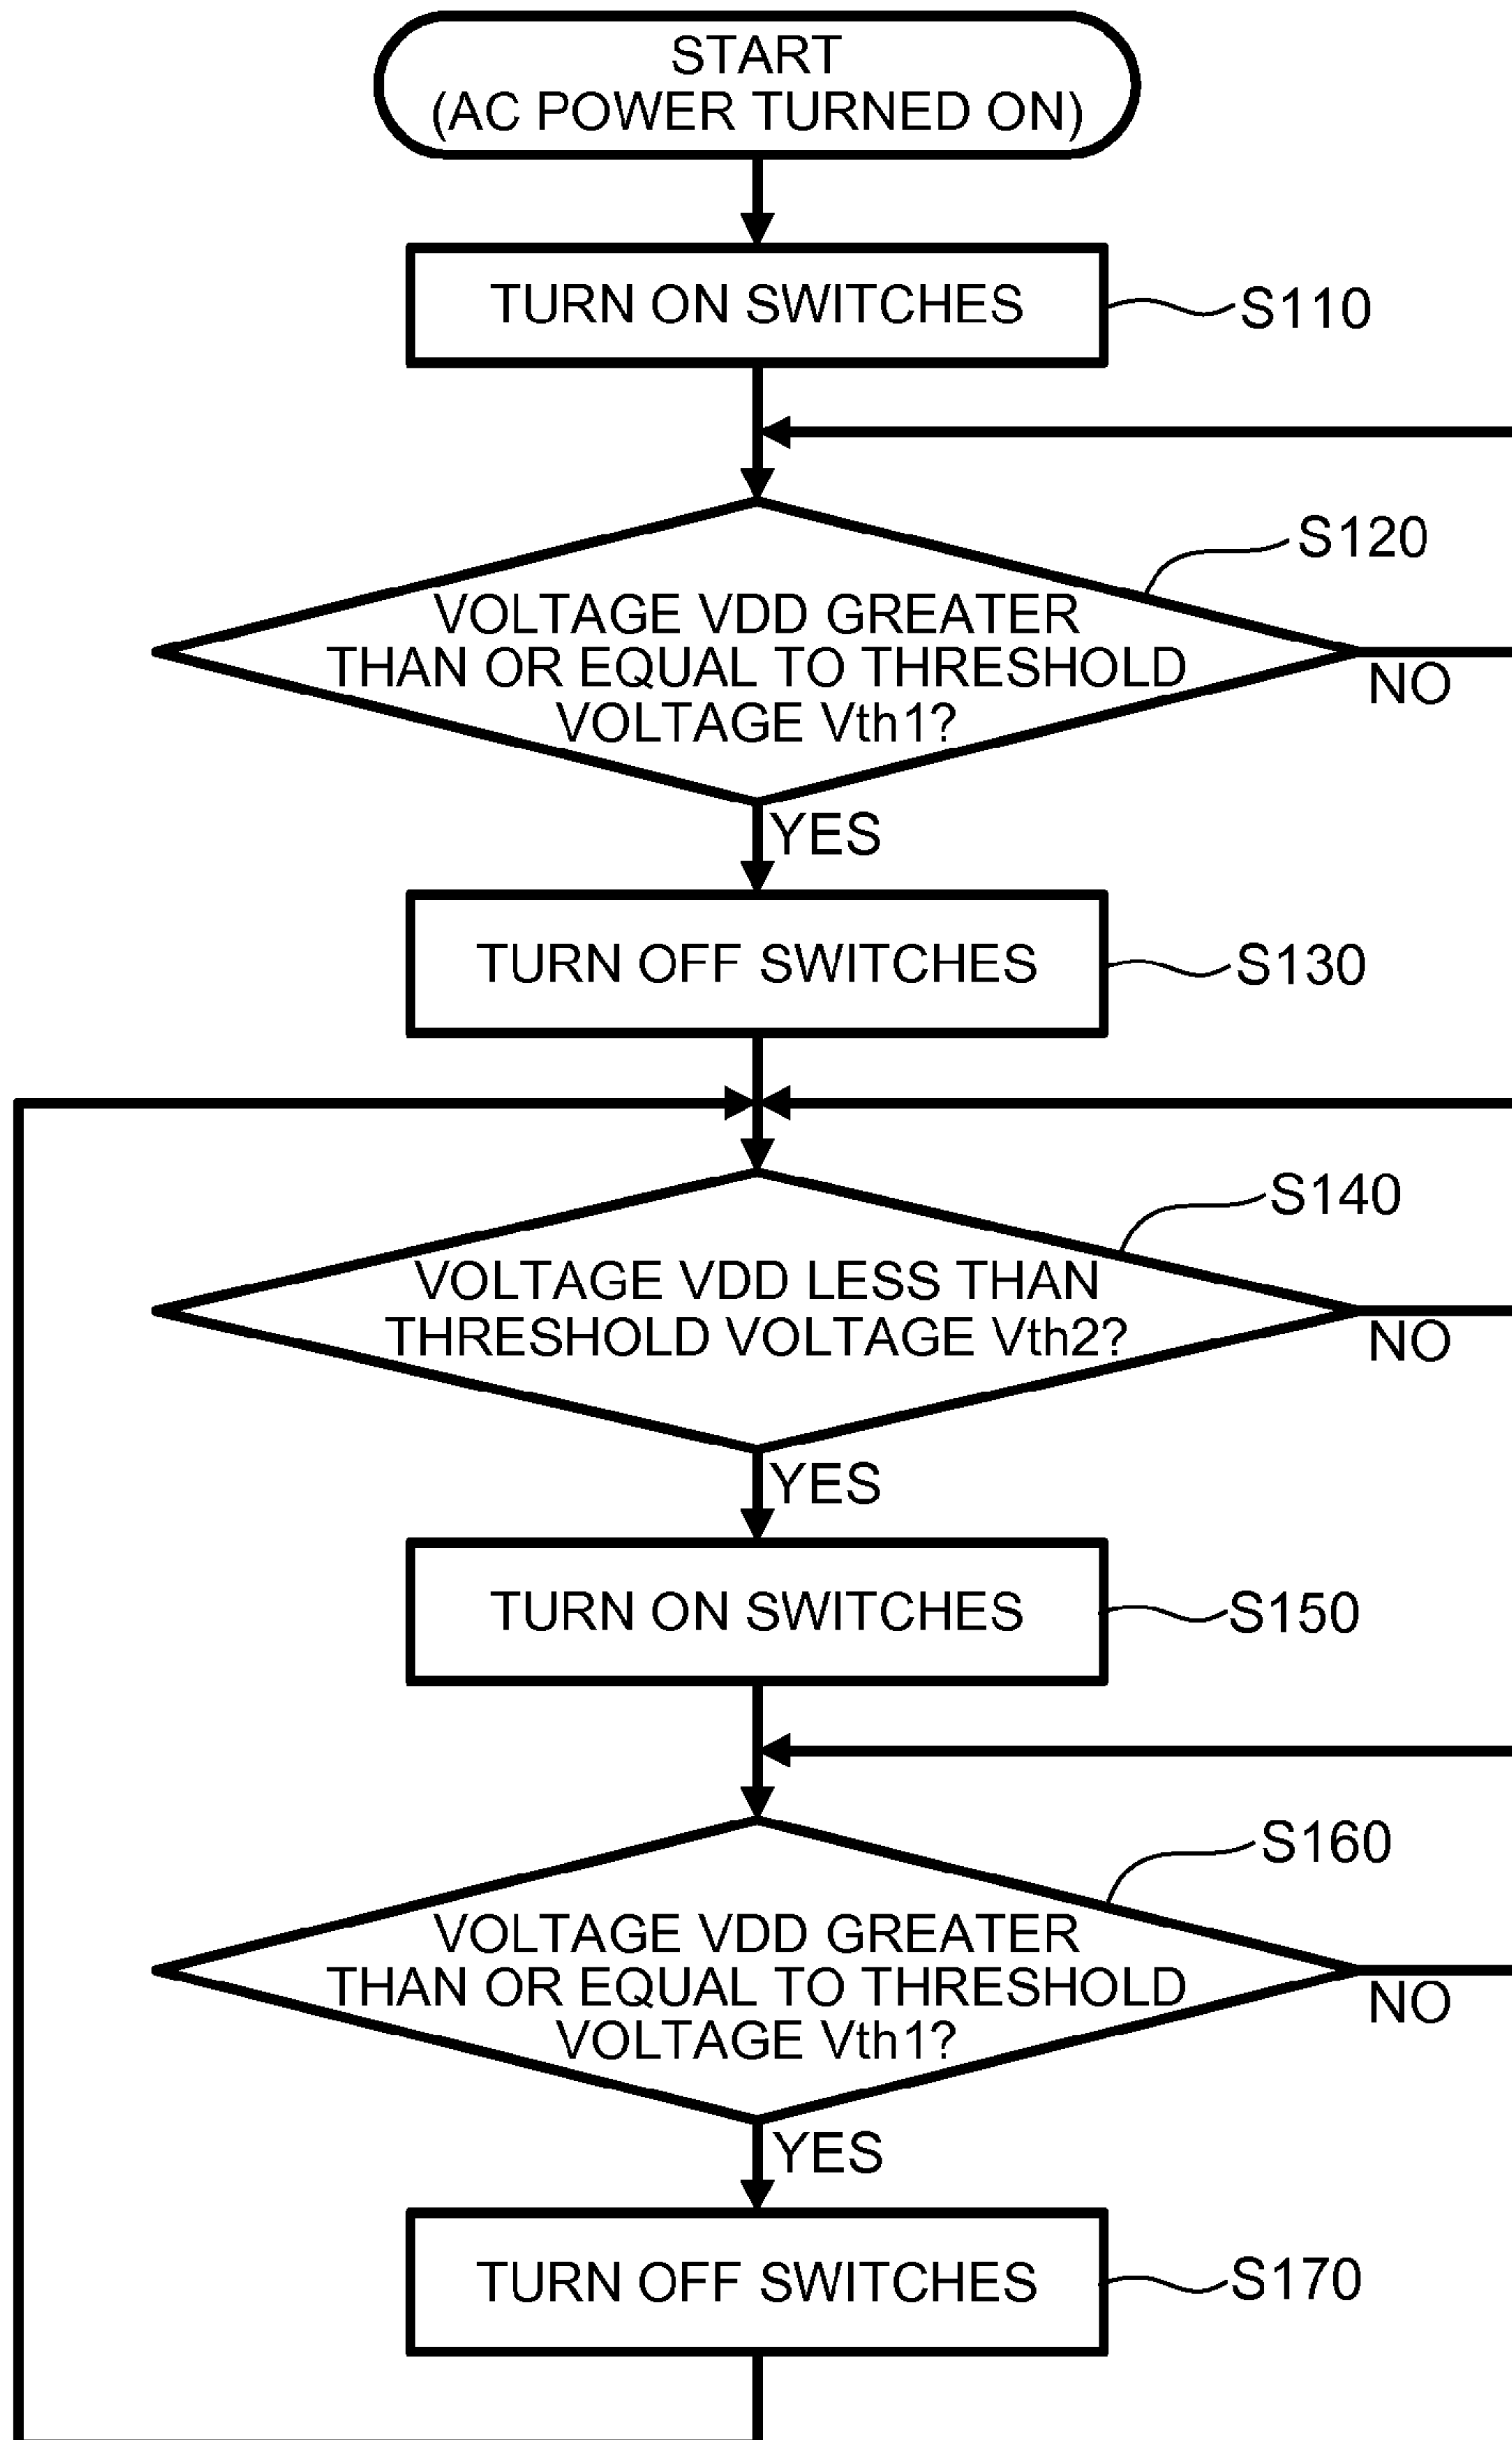 START
(AC POWER TURNED ON)
TURN ON SWITCHES
S110
S120
VOLTAGE VDD GREATER
THAN OR EQUAL TO THRESHOLD
VOLTAGE Vth1?
NO
YES
TURN OFF SWITCHES
S130
S140
VOLTAGE VDD LESS THAN
THRESHOLD VOLTAGE Vth2?
NO
YES
TURN ON SWITCHES
S150
S160
VOLTAGE VDD GREATER
THAN OR EQUAL TO THRESHOLD
VOLTAGE Vth1?
NO
YES
TURN OFF SWITCHES
S170